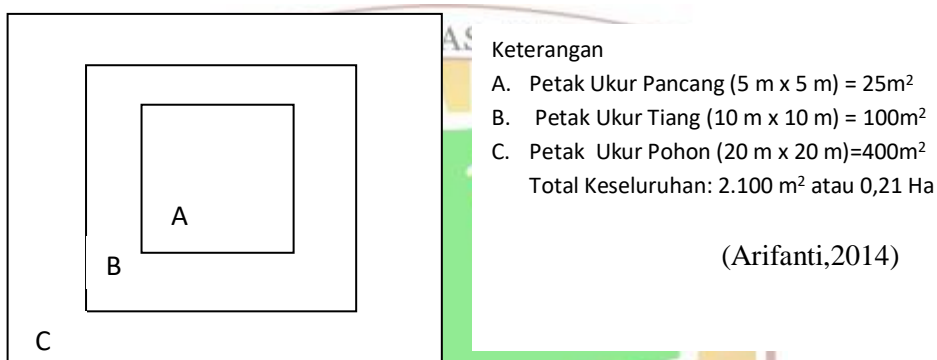 AS
Keterangan
A. Petak Ukur Pancang (5 m x 5 m) = 25m²
B. Petak Ukur Tiang (10 m x 10 m) = 100m²
C. Petak Ukur Pohon (20 m x 20 m)=400m²
Total Keseluruhan: 2.100 m² atau 0,21 Ha
(Arifanti,2014)
A
B
C